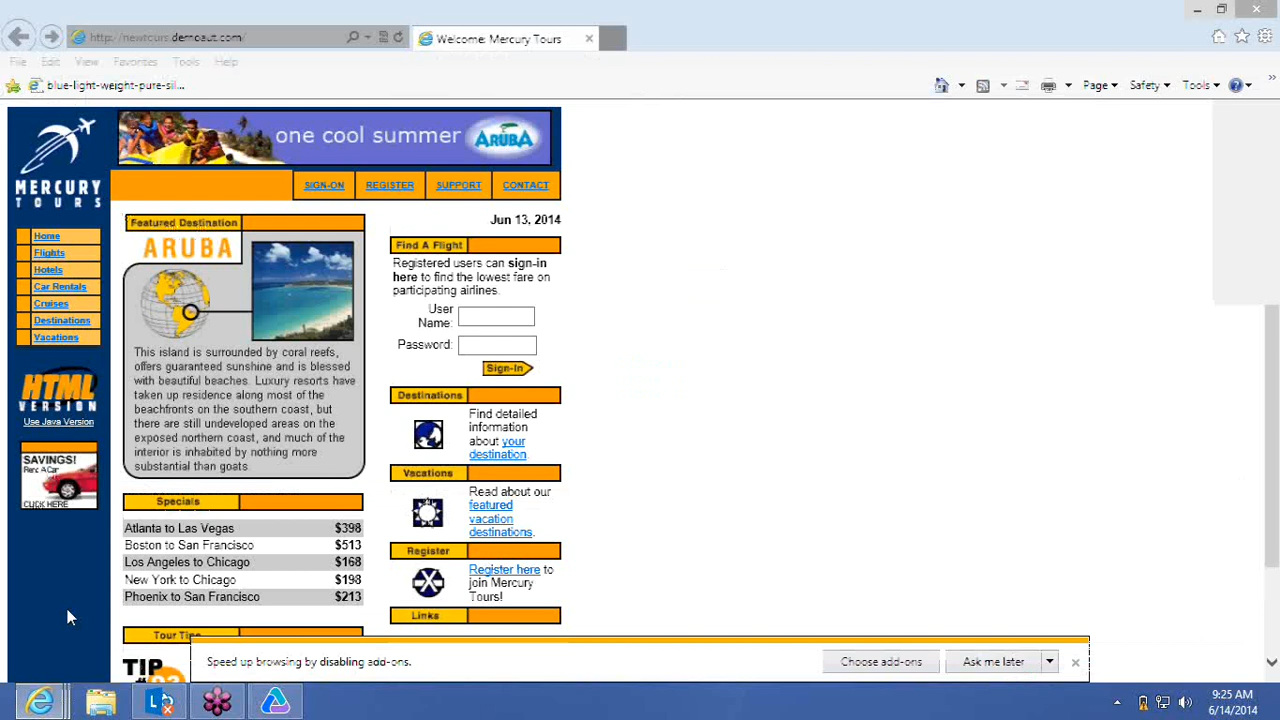 http://newtours.demoaut.com/
Welcome: Mercury Tours
File Edit View Favorites Tools Help
blue-light-weight-pure-sil...
Page Safety Tools
one cool summer ARUBA
MERCURY
TOURS
SIGN-ON REGISTER SUPPORT CONTACT
Home
Flights
Hotels
Car Rentals
Cruises
Destinations
Vacations
HTML
VERSION
Use Java Version
SAVINGS!
Rent A Car
CLICK HERE
Featured Destination
ARUBA
This island is surrounded by coral reefs,
offers guaranteed sunshine and is blessed
with beautiful beaches. Luxury resorts have
taken up residence along most of the
beachfronts on the southern coast, but
there are still undeveloped areas on the
exposed northern coast, and much of the
interior is inhabited by nothing more
substantial than goats.
Specials
Atlanta to Las Vegas $398
Boston to San Francisco $513
Los Angeles to Chicago $168
New York to Chicago $198
Phoenix to San Francisco $213
Tour Tips
TIP
Jun 13, 2014
Find A Flight
Registered users can sign-in
here to find the lowest fare on
participating airlines.
User
Name:
Password:
Sign-In
Destinations
Find detailed
information
about your
destination.
Vacations
Read about our
featured
vacation
destinations.
Register
Register here to
join Mercury
Tours!
Links
Speed up browsing by disabling add-ons.
Choose add-ons
Ask me later
9:25 AM
6/14/2014